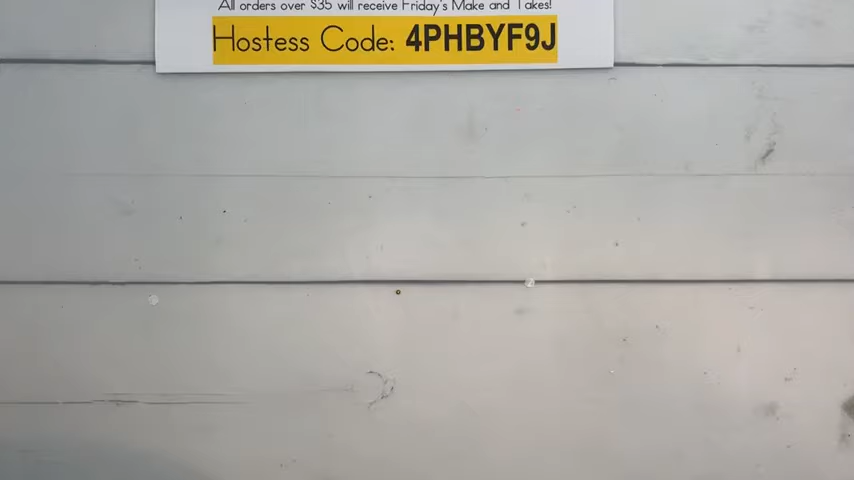 All orders over $35 will receive Friday's Make and Takes!
Hostess Code: 4PHBYF9J